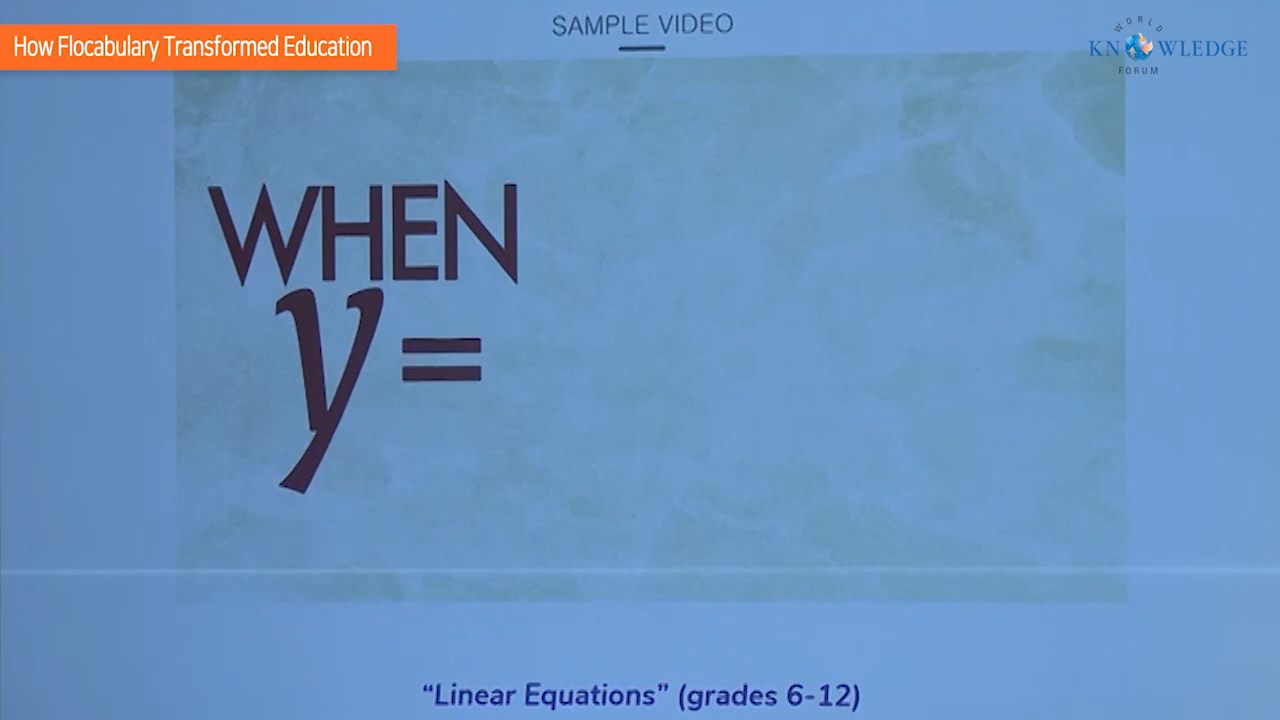 How Flocabulary Transformed Education
SAMPLE VIDEO
WORLD
KNOWLEDGE
FORUM
WHEN
y =
“Linear Equations” (grades 6-12)